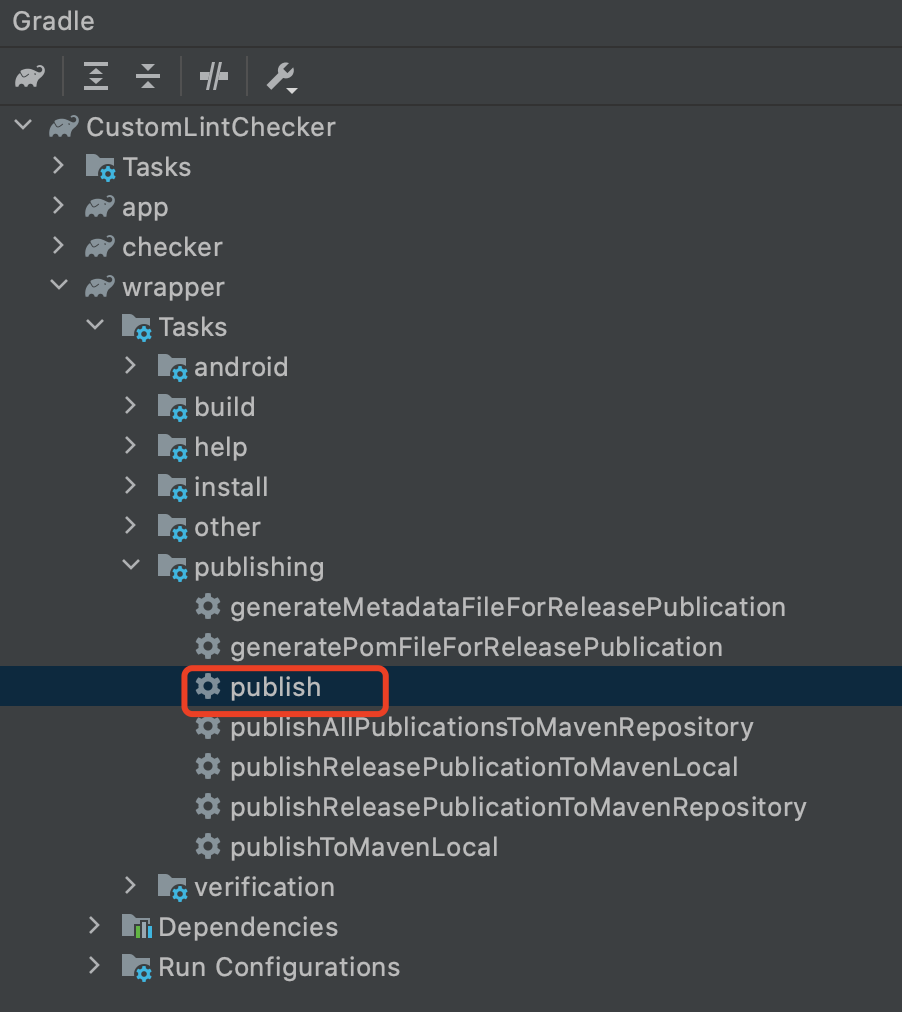 Gradle
CustomLintChecker
Tasks
app
checker
wrapper
Tasks
android
build
help
install
other
publishing
generateMetadataFileForReleasePublication
generatePomFileForReleasePublication
publish
publishAllPublicationsToMavenRepository
publishReleasePublicationToMavenLocal
publishReleasePublicationToMavenRepository
publishToMavenLocal
verification
Dependencies
Run Configurations